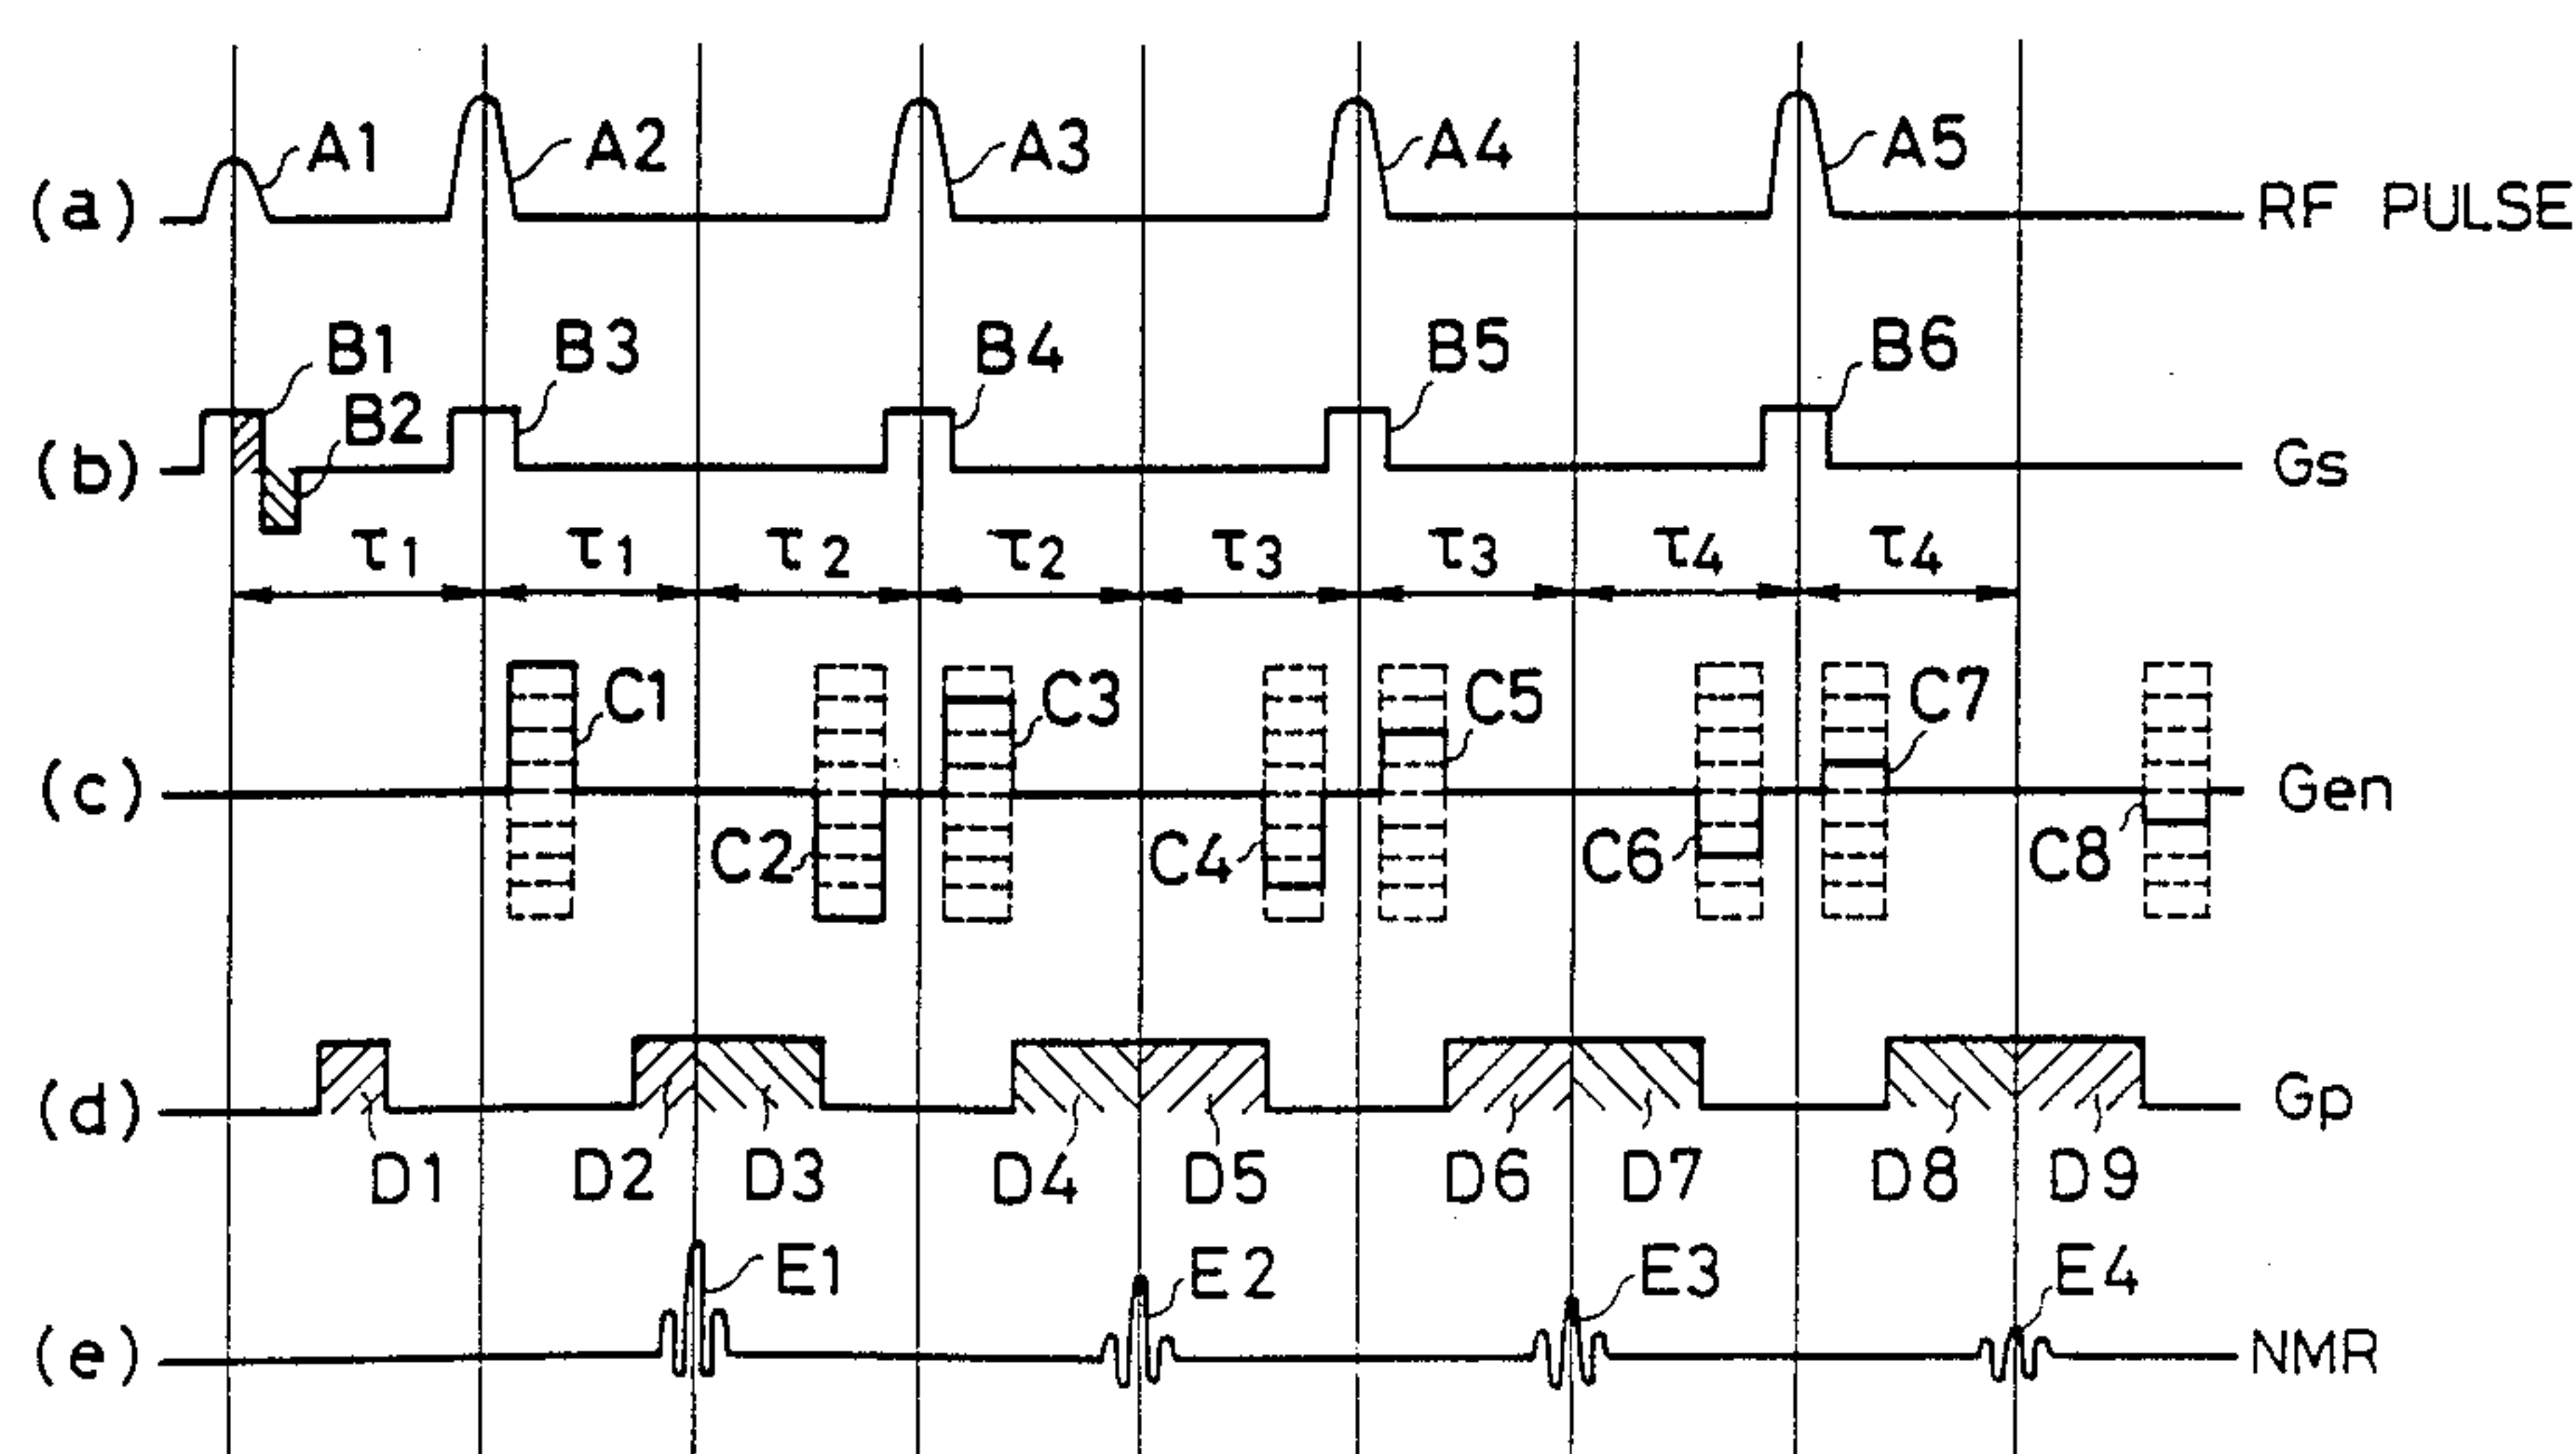 (a) A1 A2 A3 A4 A5 RF PULSE
(b) B1 B2 B3 B4 B5 B6 Gs
τ1 τ1 τ2 τ2 τ3 τ3 τ4 τ4
(c) C1 C2 C3 C4 C5 C6 C7 C8 Gen
(d) D1 D2 D3 D4 D5 D6 D7 D8 D9 Gp
(e) E1 E2 E3 E4 NMR